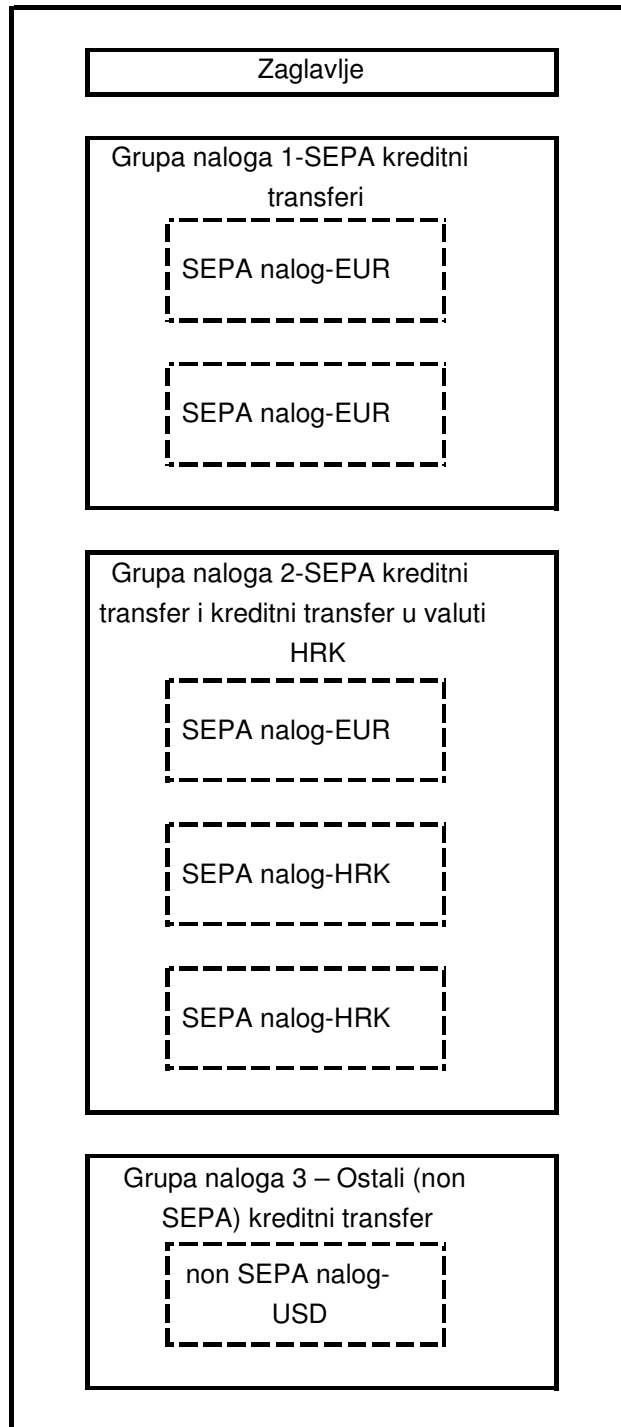 Zaglavlje
Grupa naloga 1-SEPA kreditni
transferi
SEPA nalog-EUR
SEPA nalog-EUR
Grupa naloga 2-SEPA kreditni
transfer i kreditni transfer u valuti
HRK
SEPA nalog-EUR
SEPA nalog-HRK
SEPA nalog-HRK
Grupa naloga 3 – Ostali (non
SEPA) kreditni transfer
non SEPA nalog-
USD